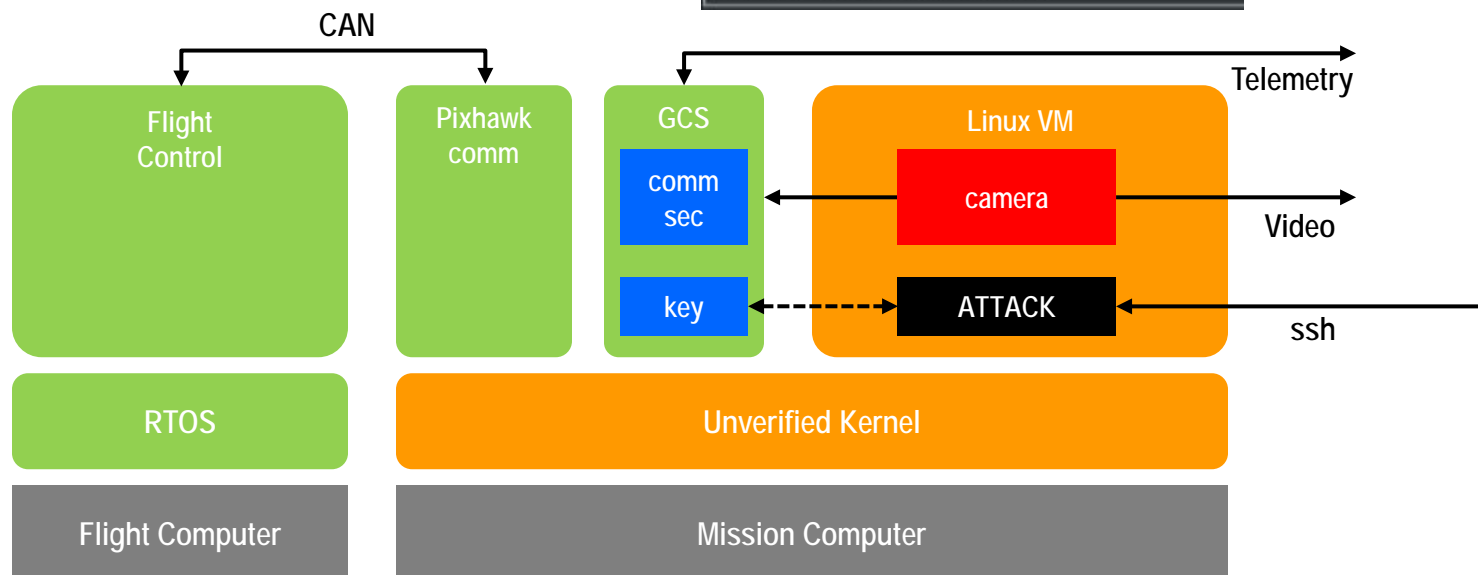 CAN
Telemetry
Flight
Control
Pixhawk
comm
GCS
Linux VM
comm
sec
camera
Video
key
ATTACK
ssh
RTOS
Unverified Kernel
Flight Computer
Mission Computer